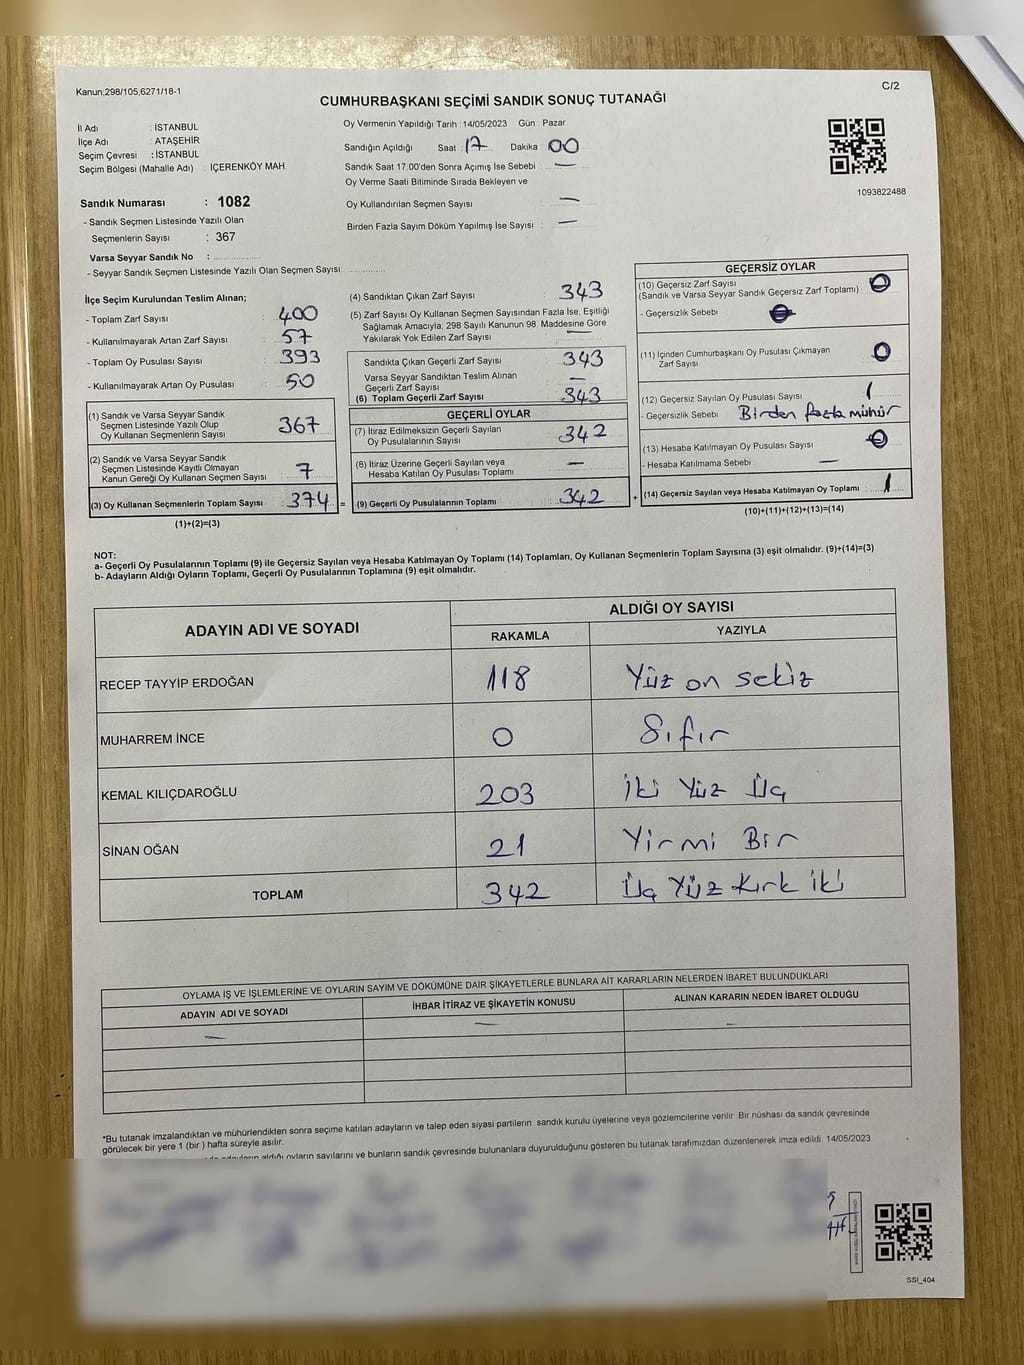 Kanun;298/105,6271/18-1
C/2
CUMHURBAŞKANI SEÇİMİ SANDIK SONUÇ TUTANAĞI
İl Adı : İSTANBUL
İlçe Adı : ATAŞEHİR
Seçim Çevresi : İSTANBUL
Seçim Bölgesi (Mahalle Adı) : İÇERENKÖY MAH.
Sandık Numarası : 1082
- Sandık Seçmen Listesinde Yazılı Olan
Seçmenlerin Sayısı : 367
Varsa Seyyar Sandık No :
- Seyyar Sandık Seçmen Listesinde Yazılı Olan Seçmen Sayısı:
Oy Vermenin Yapıldığı Tarih :14/05/2023 Gün : Pazar
Sandığın Açıldığı Saat : 17 Dakika : 00
Sandık Saat 17:00'den Sonra Açımış İse Sebebi : —
Oy Verme Saati Bitiminde Sırada Bekleyen ve
Oy Kullandırılan Seçmen Sayısı : —
Birden Fazla Sayım Döküm Yapılmış İse Sayısı : —
1093822488
İlçe Seçim Kurulundan Teslim Alınan;
- Toplam Zarf Sayısı : 400
- Kullanılmayarak Artan Zarf Sayısı : 57
- Toplam Oy Pusulası Sayısı : 393
- Kullanılmayarak Artan Oy Pusulası : 50
(1) Sandık ve Varsa Seyyar Sandık
Seçmen Listesinde Yazılı Olup
Oy Kullanan Seçmenlerin Sayısı 367
(2) Sandık ve Varsa Seyyar Sandık
Seçmen Listesinde Kayıtlı Olmayan
Kanun Gereği Oy Kullanan Seçmen Sayısı 7
(3) Oy Kullanan Seçmenlerin Toplam Sayısı 374 =
(1)+(2)=(3)
(4) Sandıktan Çıkan Zarf Sayısı : 343
(5) Zarf Sayısı Oy Kullanan Seçmen Sayısından Fazla İse, Eşitliği
Sağlamak Amacıyla; 298 Sayılı Kanunun 98. Maddesine Göre
Yakılarak Yok Edilen Zarf Sayısı : —
Sandıkta Çıkan Geçerli Zarf Sayısı : 343
Varsa Seyyar Sandıktan Teslim Alınan
Geçerli Zarf Sayısı : —
(6) Toplam Geçerli Zarf Sayısı : 343
GEÇERLİ OYLAR
(7) İtiraz Edilmeksizin Geçerli Sayılan
Oy Pusulalarının Sayısı : 342
(8) İtiraz Üzerine Geçerli Sayılan veya
Hesaba Katılan Oy Pusulası Toplamı : —
(9) Geçerli Oy Pusulalarının Toplamı : 342 +
GEÇERSİZ OYLAR
(10) Geçersiz Zarf Sayısı
(Sandık ve Varsa Seyyar Sandık Geçersiz Zarf Toplamı) : 0
- Geçersizlik Sebebi : 0
(11) İçinden Cumhurbaşkanı Oy Pusulası Çıkmayan
Zarf Sayısı : 0
(12) Geçersiz Sayılan Oy Pusulası Sayısı : 1
- Geçersizlik Sebebi Birden fazla mühür
(13) Hesaba Katılmayan Oy Pusulası Sayısı : 0
- Hesaba Katılmama Sebebi : —
(14) Geçersiz Sayılan veya Hesaba Katılmayan Oy Toplamı : 1
(10)+(11)+(12)+(13)=(14)
NOT:
a- Geçerli Oy Pusulalarının Toplamı (9) ile Geçersiz Sayılan veya Hesaba Katılmayan Oy Toplamı (14) Toplamları, Oy Kullanan Seçmenlerin Toplam Sayısına (3) eşit olmalıdır. (9)+(14)=(3)
b- Adayların Aldığı Oyların Toplamı, Geçerli Oy Pusulalarının Toplamına (9) eşit olmalıdır.
ADAYIN ADI VE SOYADI ALDIĞI OY SAYISI
RAKAMLA YAZIYLA
RECEP TAYYİP ERDOĞAN 118 Yüz on sekiz
MUHARREM İNCE 0 Sıfır
KEMAL KILIÇDAROĞLU 203 İki Yüz Üç
SİNAN OĞAN 21 Yirmi Bir
TOPLAM 342 Üç Yüz Kırk iki
OYLAMA İŞ VE İŞLEMLERİNE VE OYLARIN SAYIM VE DÖKÜMÜNE DAİR ŞİKAYETLERLE BUNLARA AİT KARARLARIN NELERDEN İBARET BULUNDUKLARI
ADAYIN ADI VE SOYADI İHBAR İTİRAZ VE ŞİKAYETİN KONUSU ALINAN KARARIN NEDEN İBARET OLDUĞU
— — —
*Bu tutanak imzalandıktan ve mühürlendikten sonra seçime katılan adayların ve talep eden siyasi partilerin sandık kurulu üyelerine veya gözlemcilerine verilir. Bir nüshası da sandık çevresinde
görülecek bir yere 1 (bir ) hafta süreyle asılır.
aldığı oyların sayılarını ve bunların sandık çevresinde bulunanlara duyurulduğunu gösteren bu tutanak tarafımızdan düzenlenerek imza edildi. 14/05/2023
SSI_404